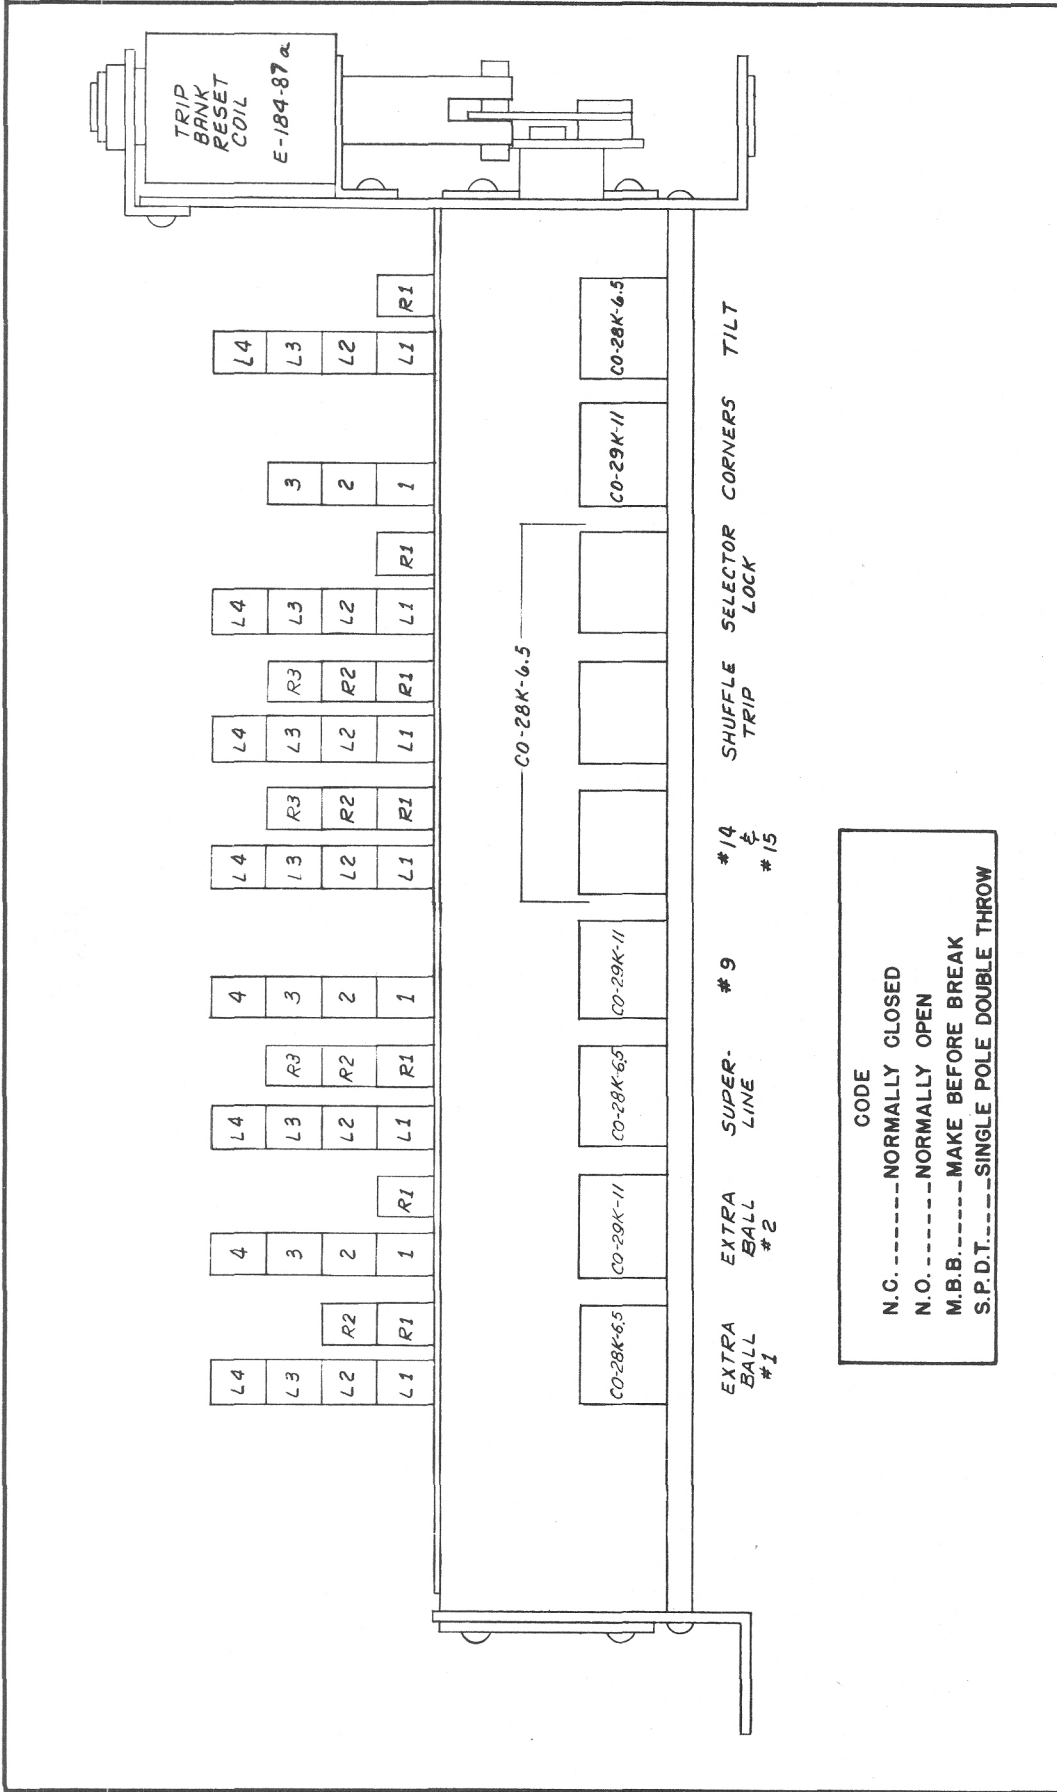 TRIP
BANK
RESET
COIL
E-184-87a
L4 4 L4 4 L4 L4 L4 L4
L3 3 L3 R3 3 L3 R3 L3 R3 L3 3 L3
L2 R2 2 L2 R2 2 L2 R2 L2 R2 L2 2 L2
L1 R1 1 R1 L1 R1 1 L1 R1 L1 R1 L1 R1 1 L1 R1
CO-28K-6.5
CO-28K-6.5 CO-29K-11 CO-28K-6.5 CO-29K-11 CO-29K-11 CO-28K-6.5
EXTRA
BALL
#1
EXTRA
BALL
#2
SUPER-
LINE
#9
#14
&
#15
SHUFFLE
TRIP
SELECTOR
LOCK
CORNERS
TILT
CODE
N.C.------NORMALLY CLOSED
N.O.------NORMALLY OPEN
M.B.B.-----MAKE BEFORE BREAK
S.P.D.T.----SINGLE POLE DOUBLE THROW